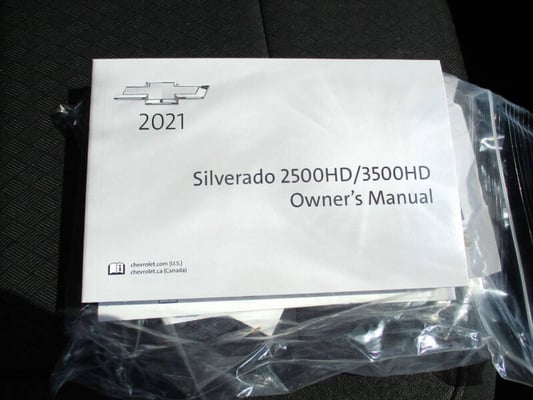 2021
Silverado 2500HD/3500HD
Owner's Manual
chevrolet.com (U.S.)
chevrolet.ca (Canada)